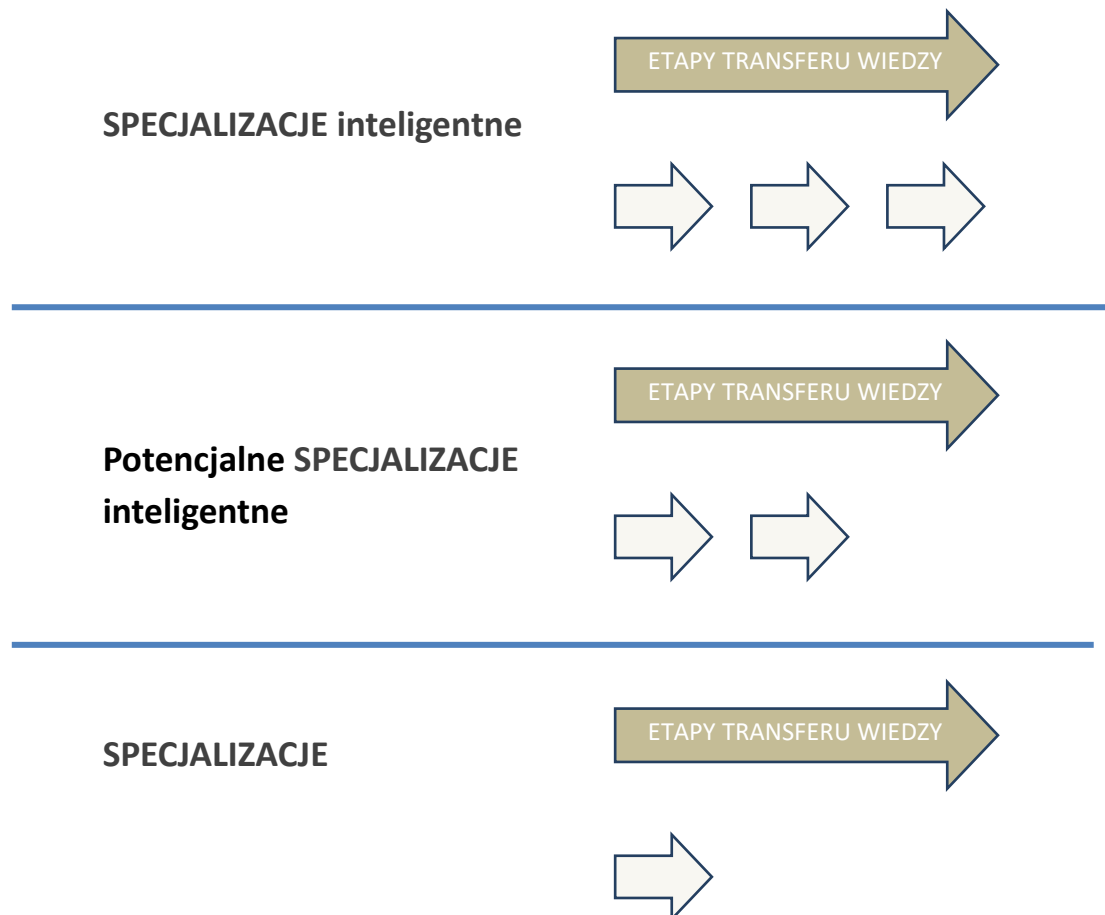 ETAPY TRANSFERU WIEDZY
SPECJALIZACJE inteligentne
ETAPY TRANSFERU WIEDZY
Potencjalne SPECJALIZACJE
inteligentne
ETAPY TRANSFERU WIEDZY
SPECJALIZACJE